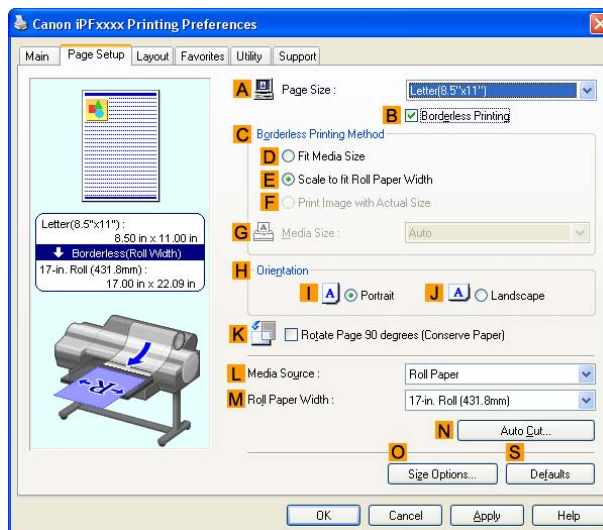 Canon iPFxxxx Printing Preferences
Main Page Setup Layout Favorites Utility Support
A Page Size : Letter(8.5"x11")
B Borderless Printing
C Borderless Printing Method
D Fit Media Size
E Scale to fit Roll Paper Width
F Print Image with Actual Size
G Media Size : Auto
Letter(8.5"x11") :
8.50 in x 11.00 in
Borderless(Roll Width)
17-in. Roll (431.8mm) :
17.00 in x 22.09 in
H Orientation
I A Portrait J A Landscape
K Rotate Page 90 degrees (Conserve Paper)
R
L Media Source : Roll Paper
M Roll Paper Width : 17-in. Roll (431.8mm)
N Auto Cut...
O S
Size Options... Defaults
OK Cancel Apply Help